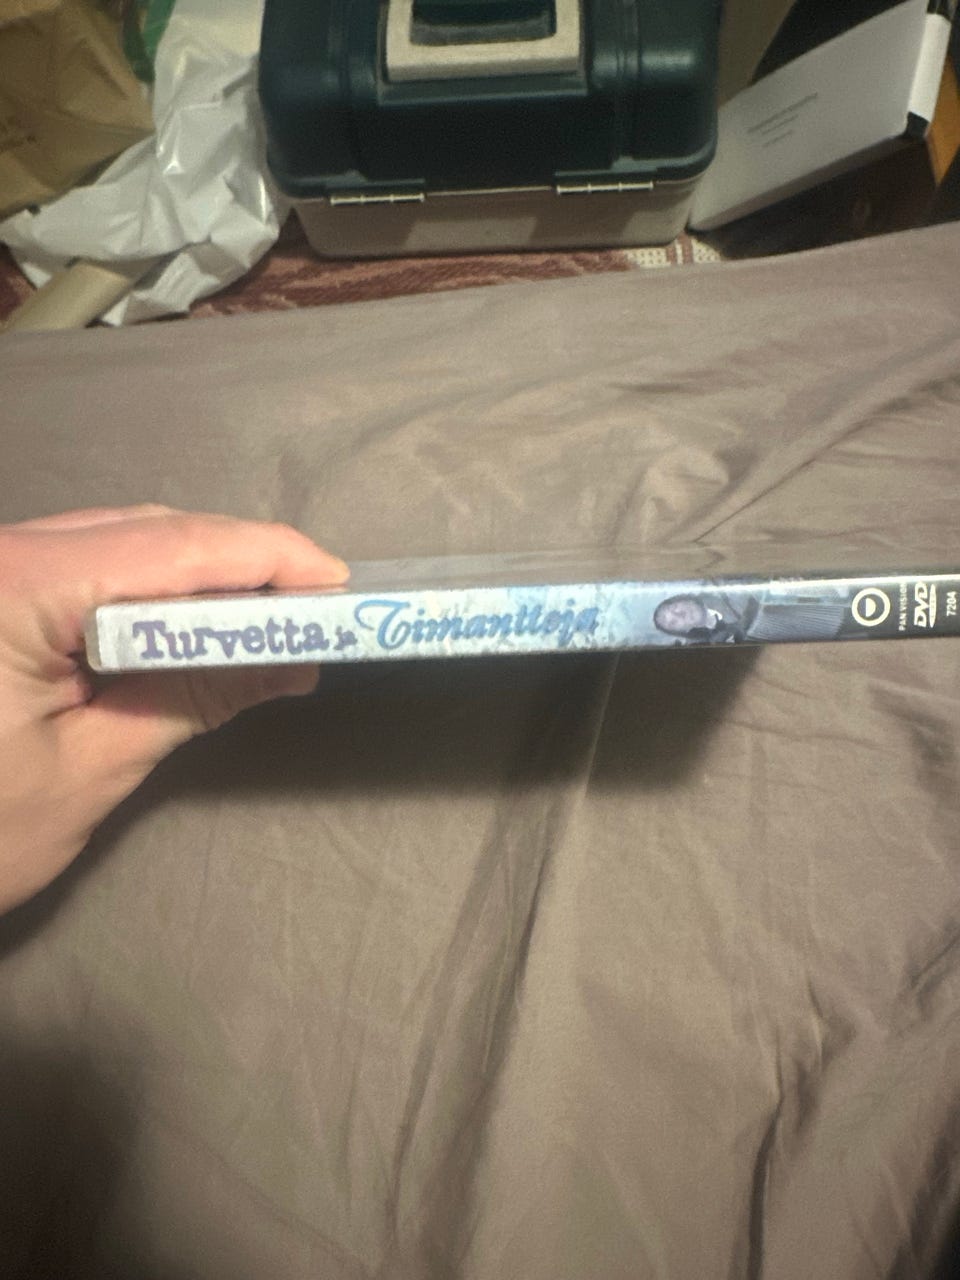 Turvetta ja Timantteja
PAN VISION
DVD
7204